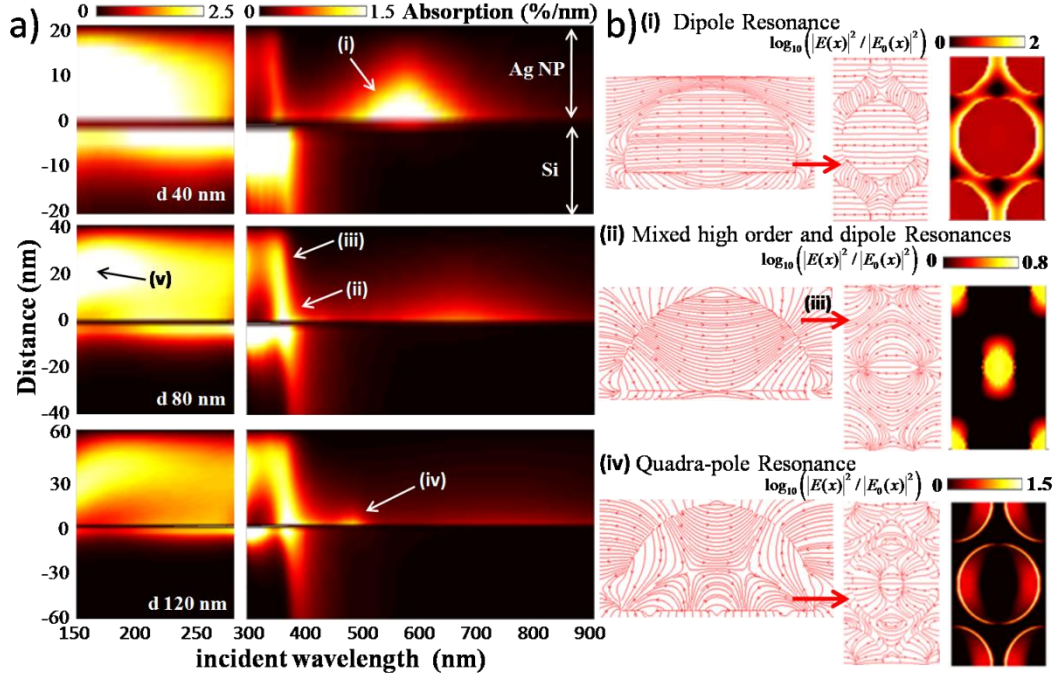 a)
0 2.5 0 1.5 Absorption (%/nm)
20
10
0
-10
-20
(i)
Ag NP
Si
d 40 nm
40
20
0
-20
-40
(v)
(iii)
(ii)
d 80 nm
60
30
0
-30
-60
(iv)
d 120 nm
Distance (nm)
150 200 300 400 500 600 700 800 900
incident wavelength (nm)
b) (i) Dipole Resonance
log10(|E(x)|²/|E0(x)|²) 0 2
(ii) Mixed high order and dipole Resonances
log10(|E(x)|²/|E0(x)|²) 0 0.8
(iii)
(iv) Quadra-pole Resonance
log10(|E(x)|²/|E0(x)|²) 0 1.5